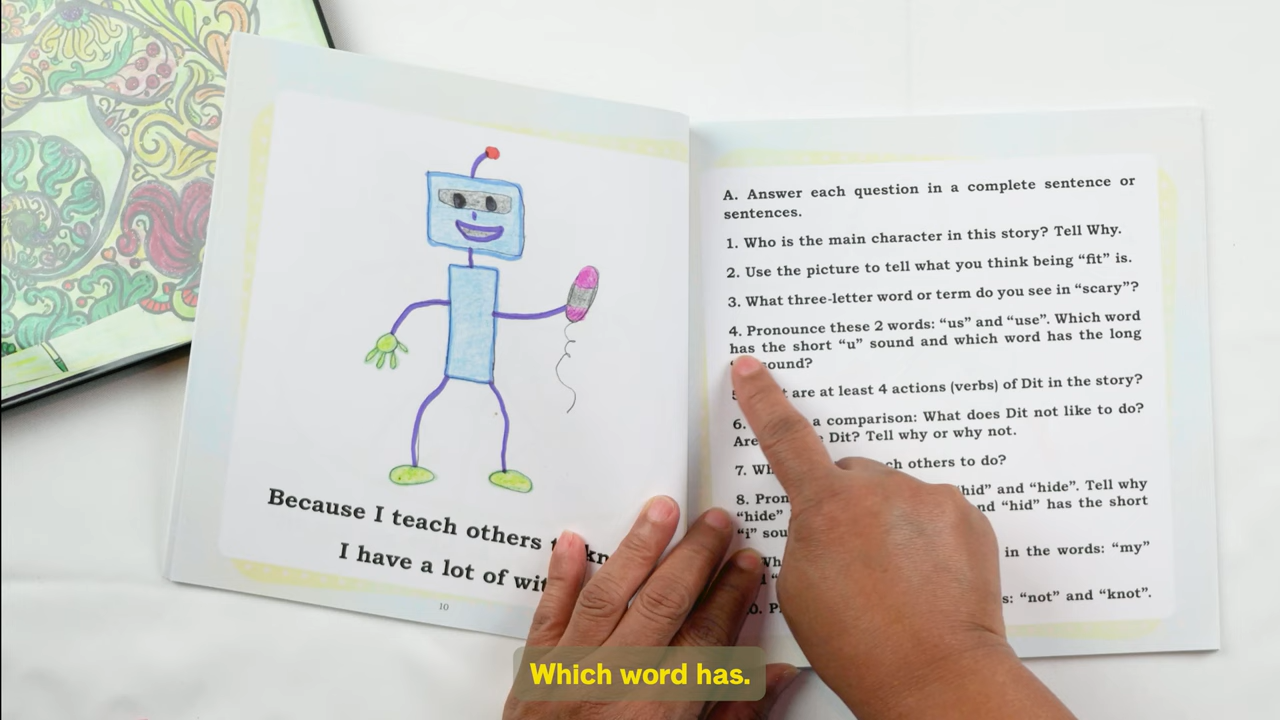 Because I teach others
I have a lot of wit
10
A. Answer each question in a complete sentence or
sentences.
1. Who is the main character in this story? Tell Why.
2. Use the picture to tell what you think being “fit” is.
3. What three-letter word or term do you see in “scary”?
4. Pronounce these 2 words: “us” and “use”. Which word
has the short “u” sound and which word has the long
sound?
are at least 4 actions (verbs) of Dit in the story?
6. a comparison: What does Dit not like to do?
Are Dit? Tell why or why not.
7. others to do?
8. “hid” and “hide”. Tell why
“hide” “hid” has the short
“i”
in the words: “my”
“not” and “knot”.
Which word has.